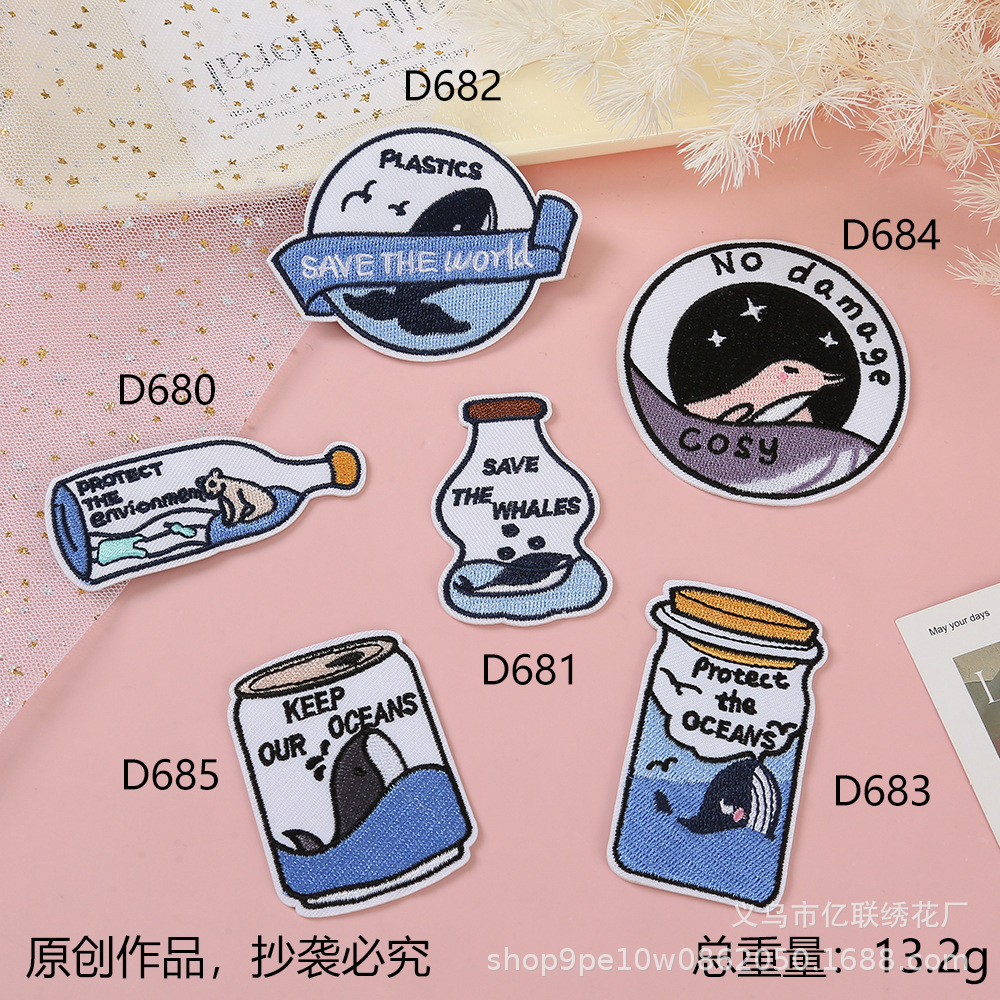 Floral
D682
PLASTICS
SAVE THE world
D684
No damage
COSY
D680
PROTECT
THE
envionment
SAVE
THE WHALES
D681
May your days
KEEP
OUR OCEANS
D685
Protect
the
OCEANS
D683
义乌市亿联绣花厂
原创作品，抄袭必究
shop9pe10w0862050.1688.com
总重量：13.2g